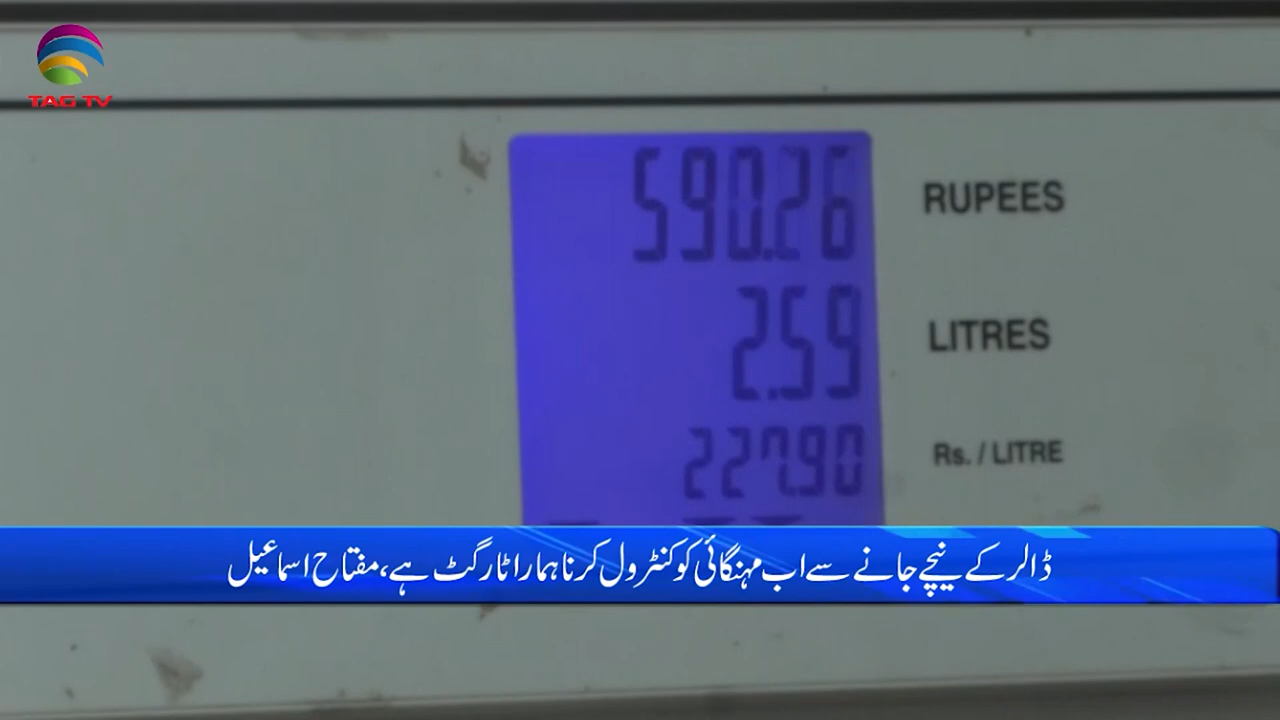 TAG TV
590.26 RUPEES
2.59 LITRES
227.90 Rs. / LITRE
ڈالر کے نیچے جانے سے اب مہنگائی کو کنٹرول کرنا ہمارا ٹارگٹ ہے، مفتاح اسماعیل